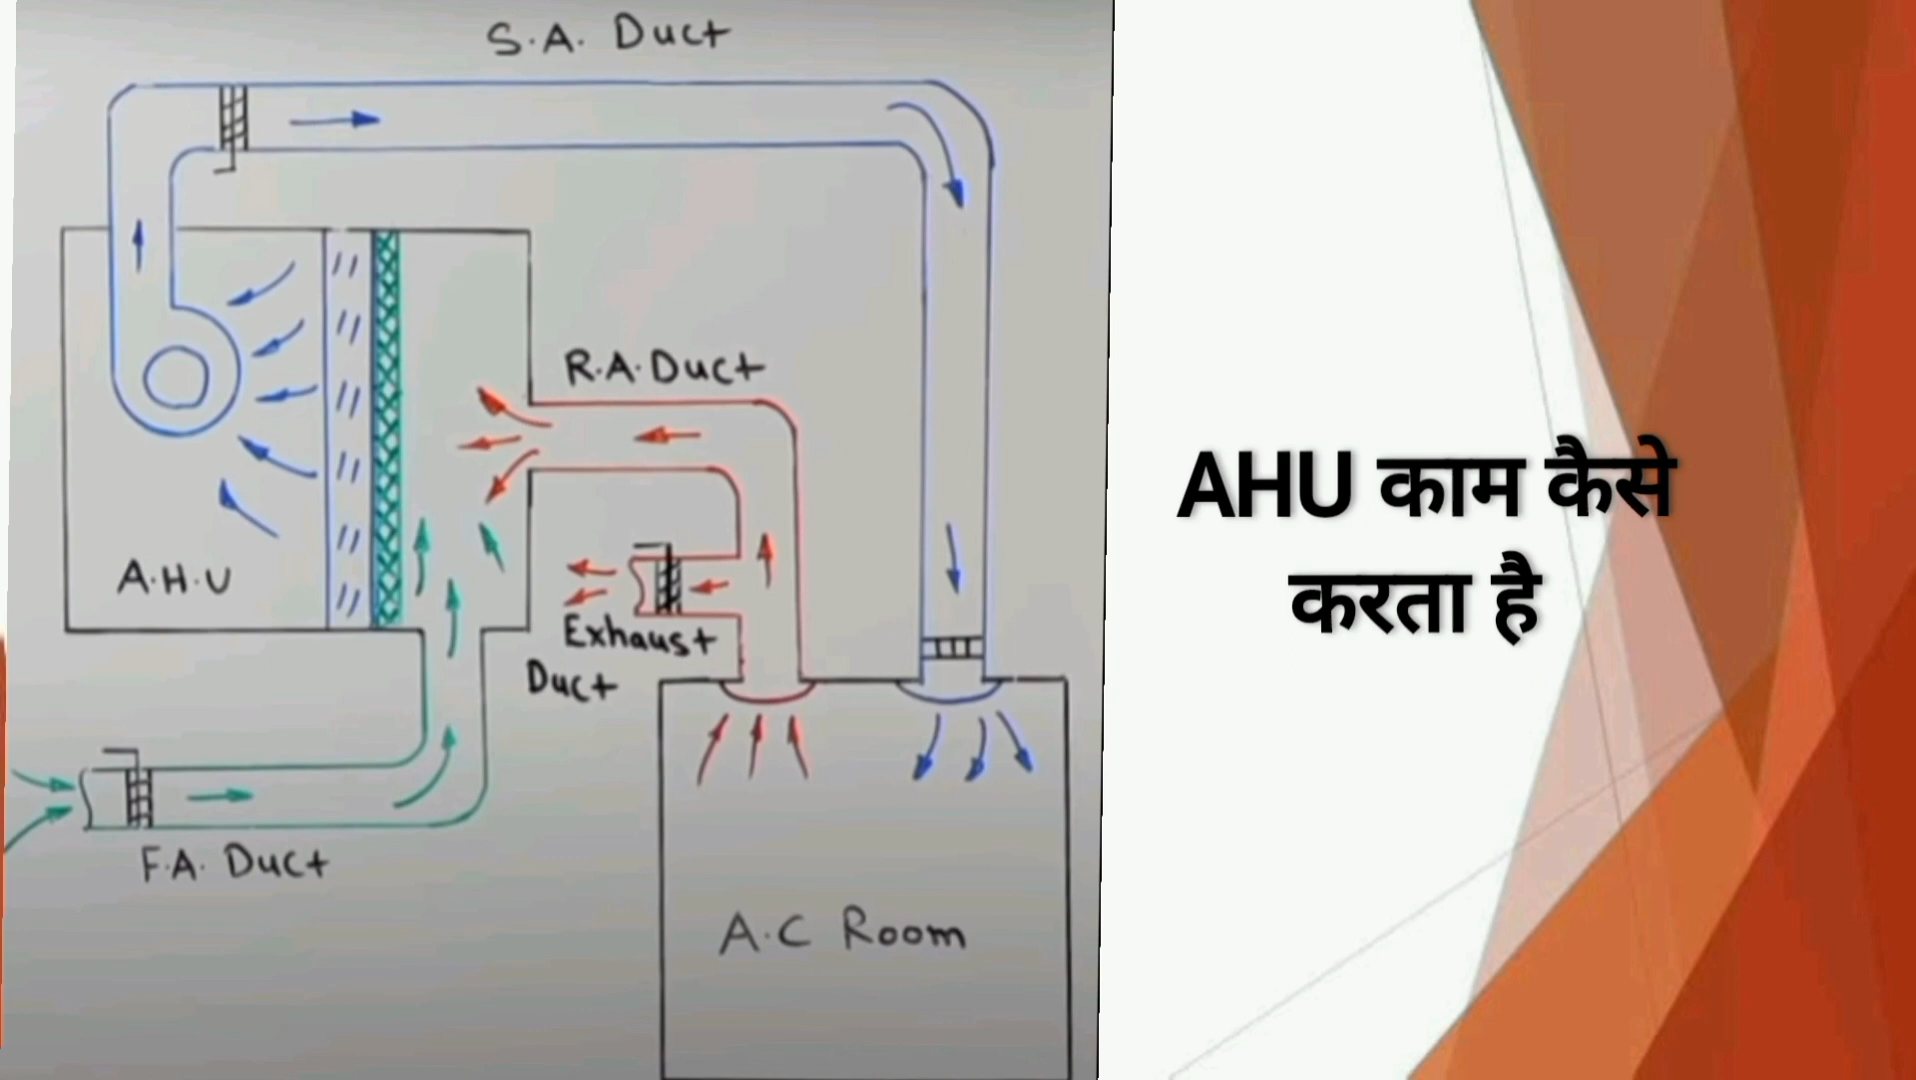 S.A. Duct
R.A. Duct
A.H.U
Exhaust
Duct
F.A. Duct
A.C Room
AHU काम कैसे
करता है